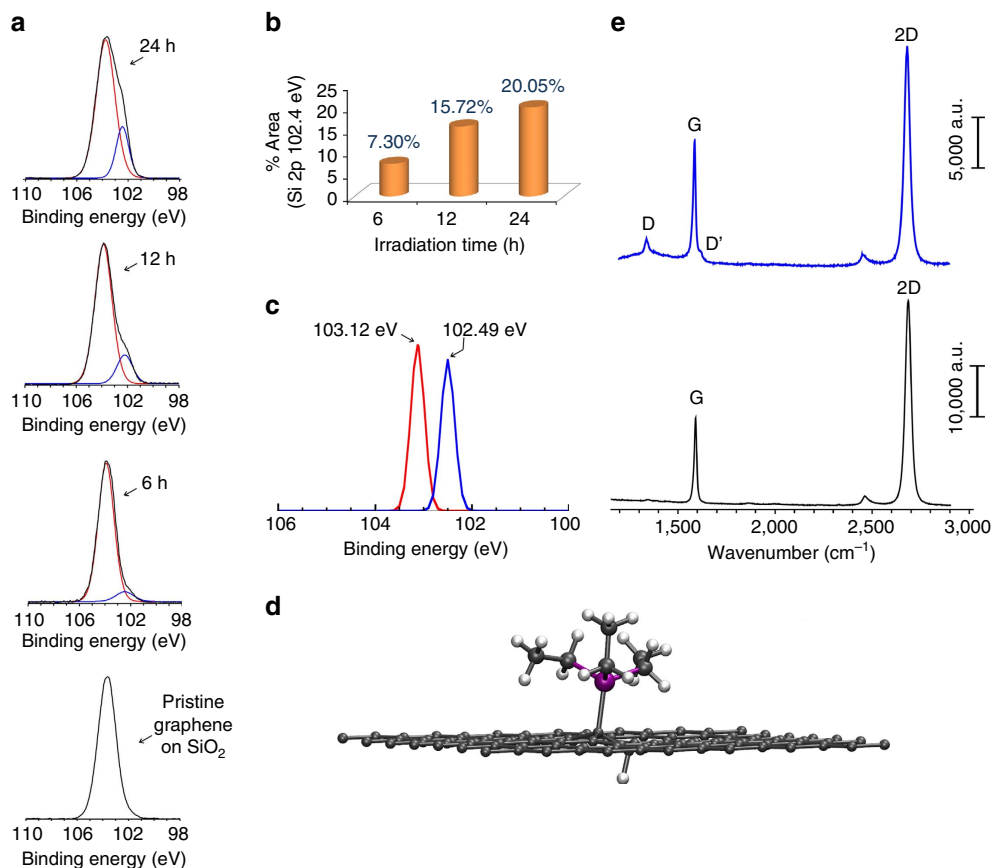 a
24 h
110 106 102 98
Binding energy (eV)
12 h
110 106 102 98
Binding energy (eV)
6 h
110 106 102 98
Binding energy (eV)
Pristine
graphene
on SiO₂
110 106 102 98
Binding energy (eV)
b
% Area
(Si 2p 102.4 eV)
25
20
15
10
5
0
7.30%
15.72%
20.05%
6 12 24
Irradiation time (h)
c
103.12 eV
102.49 eV
106 104 102 100
Binding energy (eV)
d
e
2D
G
D
D'
5,000 a.u.
2D
G
10,000 a.u.
1,500 2,000 2,500 3,000
Wavenumber (cm⁻¹)